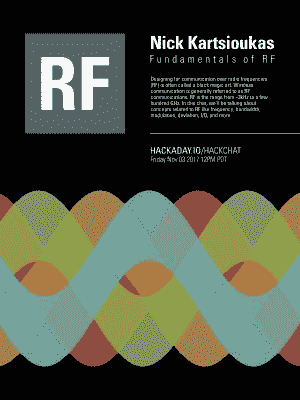 RF
Nick Kartsioukas
Fundamentals of RF
Designing for communication over radio frequencies
(RF) is often called a black magic art. Wireless
communication is generally referred to as RF
communications. RF is the range from ~3kHz to a few
hundred GHz. In this chat, we'll be talking about
concepts related to RF like frequency, bandwidth,
modulation, deviation, I/Q, and more.
HACKADAY.IO/HACKCHAT
Friday Nov 03 2017 12PM PDT